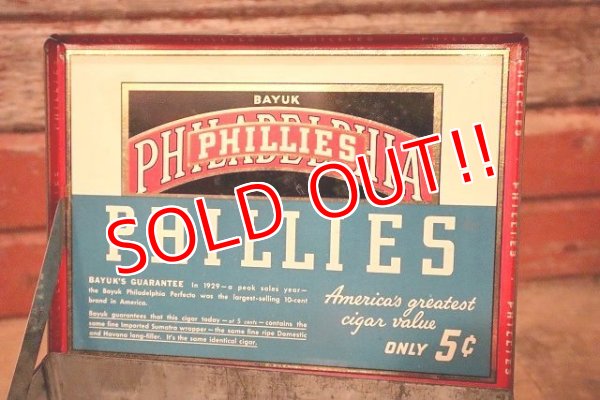 BAYUK
PHILADELPHIA
PHILLIES
SOLD OUT!!
PHILLIES
BAYUK'S GUARANTEE In 1929—a peak sales year—
the Bayuk Philadelphia Perfecto was the largest-selling 10-cent
brand in America.
Bayuk guarantees that this cigar today—at 5 cents—contains the
same fine Imported Sumatra wrapper—the same fine ripe Domestic
and Havana long-filler. It's the same identical cigar.
America's greatest
cigar value
ONLY 5¢
PHILLIES
PHILLIES
PHILLIES